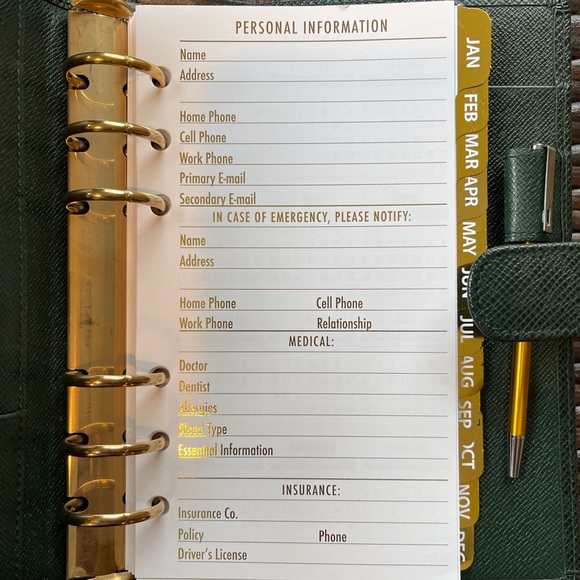 PERSONAL INFORMATION
Name
Address
Home Phone
Cell Phone
Work Phone
Primary E-mail
Secondary E-mail
IN CASE OF EMERGENCY, PLEASE NOTIFY:
Name
Address
Home Phone Cell Phone
Work Phone Relationship
MEDICAL:
Doctor
Dentist
Allergies
Blood Type
Essential Information
INSURANCE:
Insurance Co.
Policy Phone
Driver's License
JAN
FEB
MAR
APR
MAY
JUN
JUL
AUG
SEP
OCT
NOV
DEC